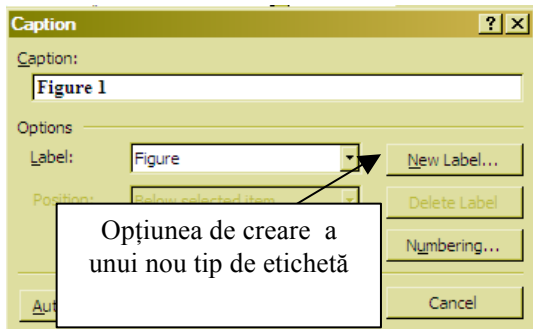 Caption
Caption:
Figure 1
Options
Label: Figure New Label...
Position: Below selected item Delete Label
Opțiunea de creare a
unui nou tip de etichetă
Numbering...
Cancel